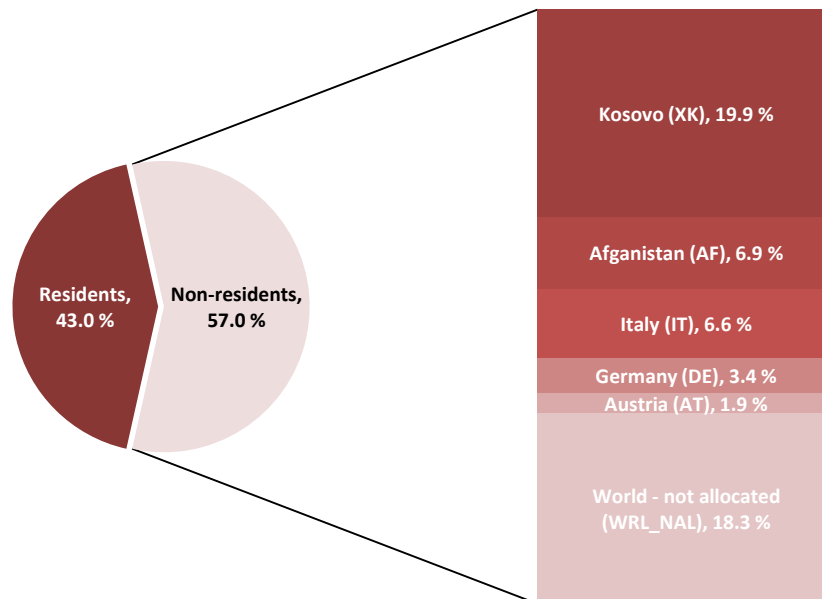 Kosovo (XK), 19.9 %
Afganistan (AF), 6.9 %
Italy (IT), 6.6 %
Germany (DE), 3.4 %
Austria (AT), 1.9 %
World - not allocated
(WRL_NAL), 18.3 %
Residents,
43.0 %
Non-residents,
57.0 %